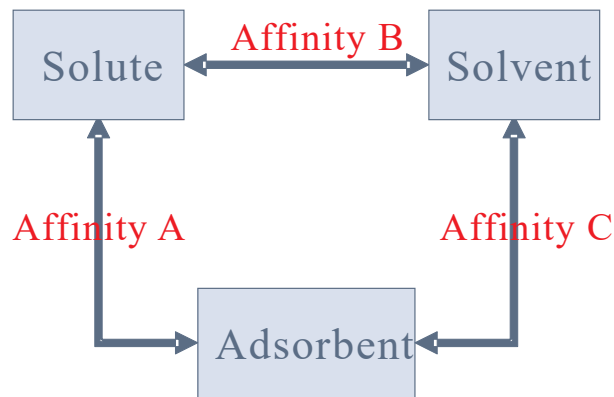 Affinity B
Solute
Solvent
Affinity A
Affinity C
Adsorbent